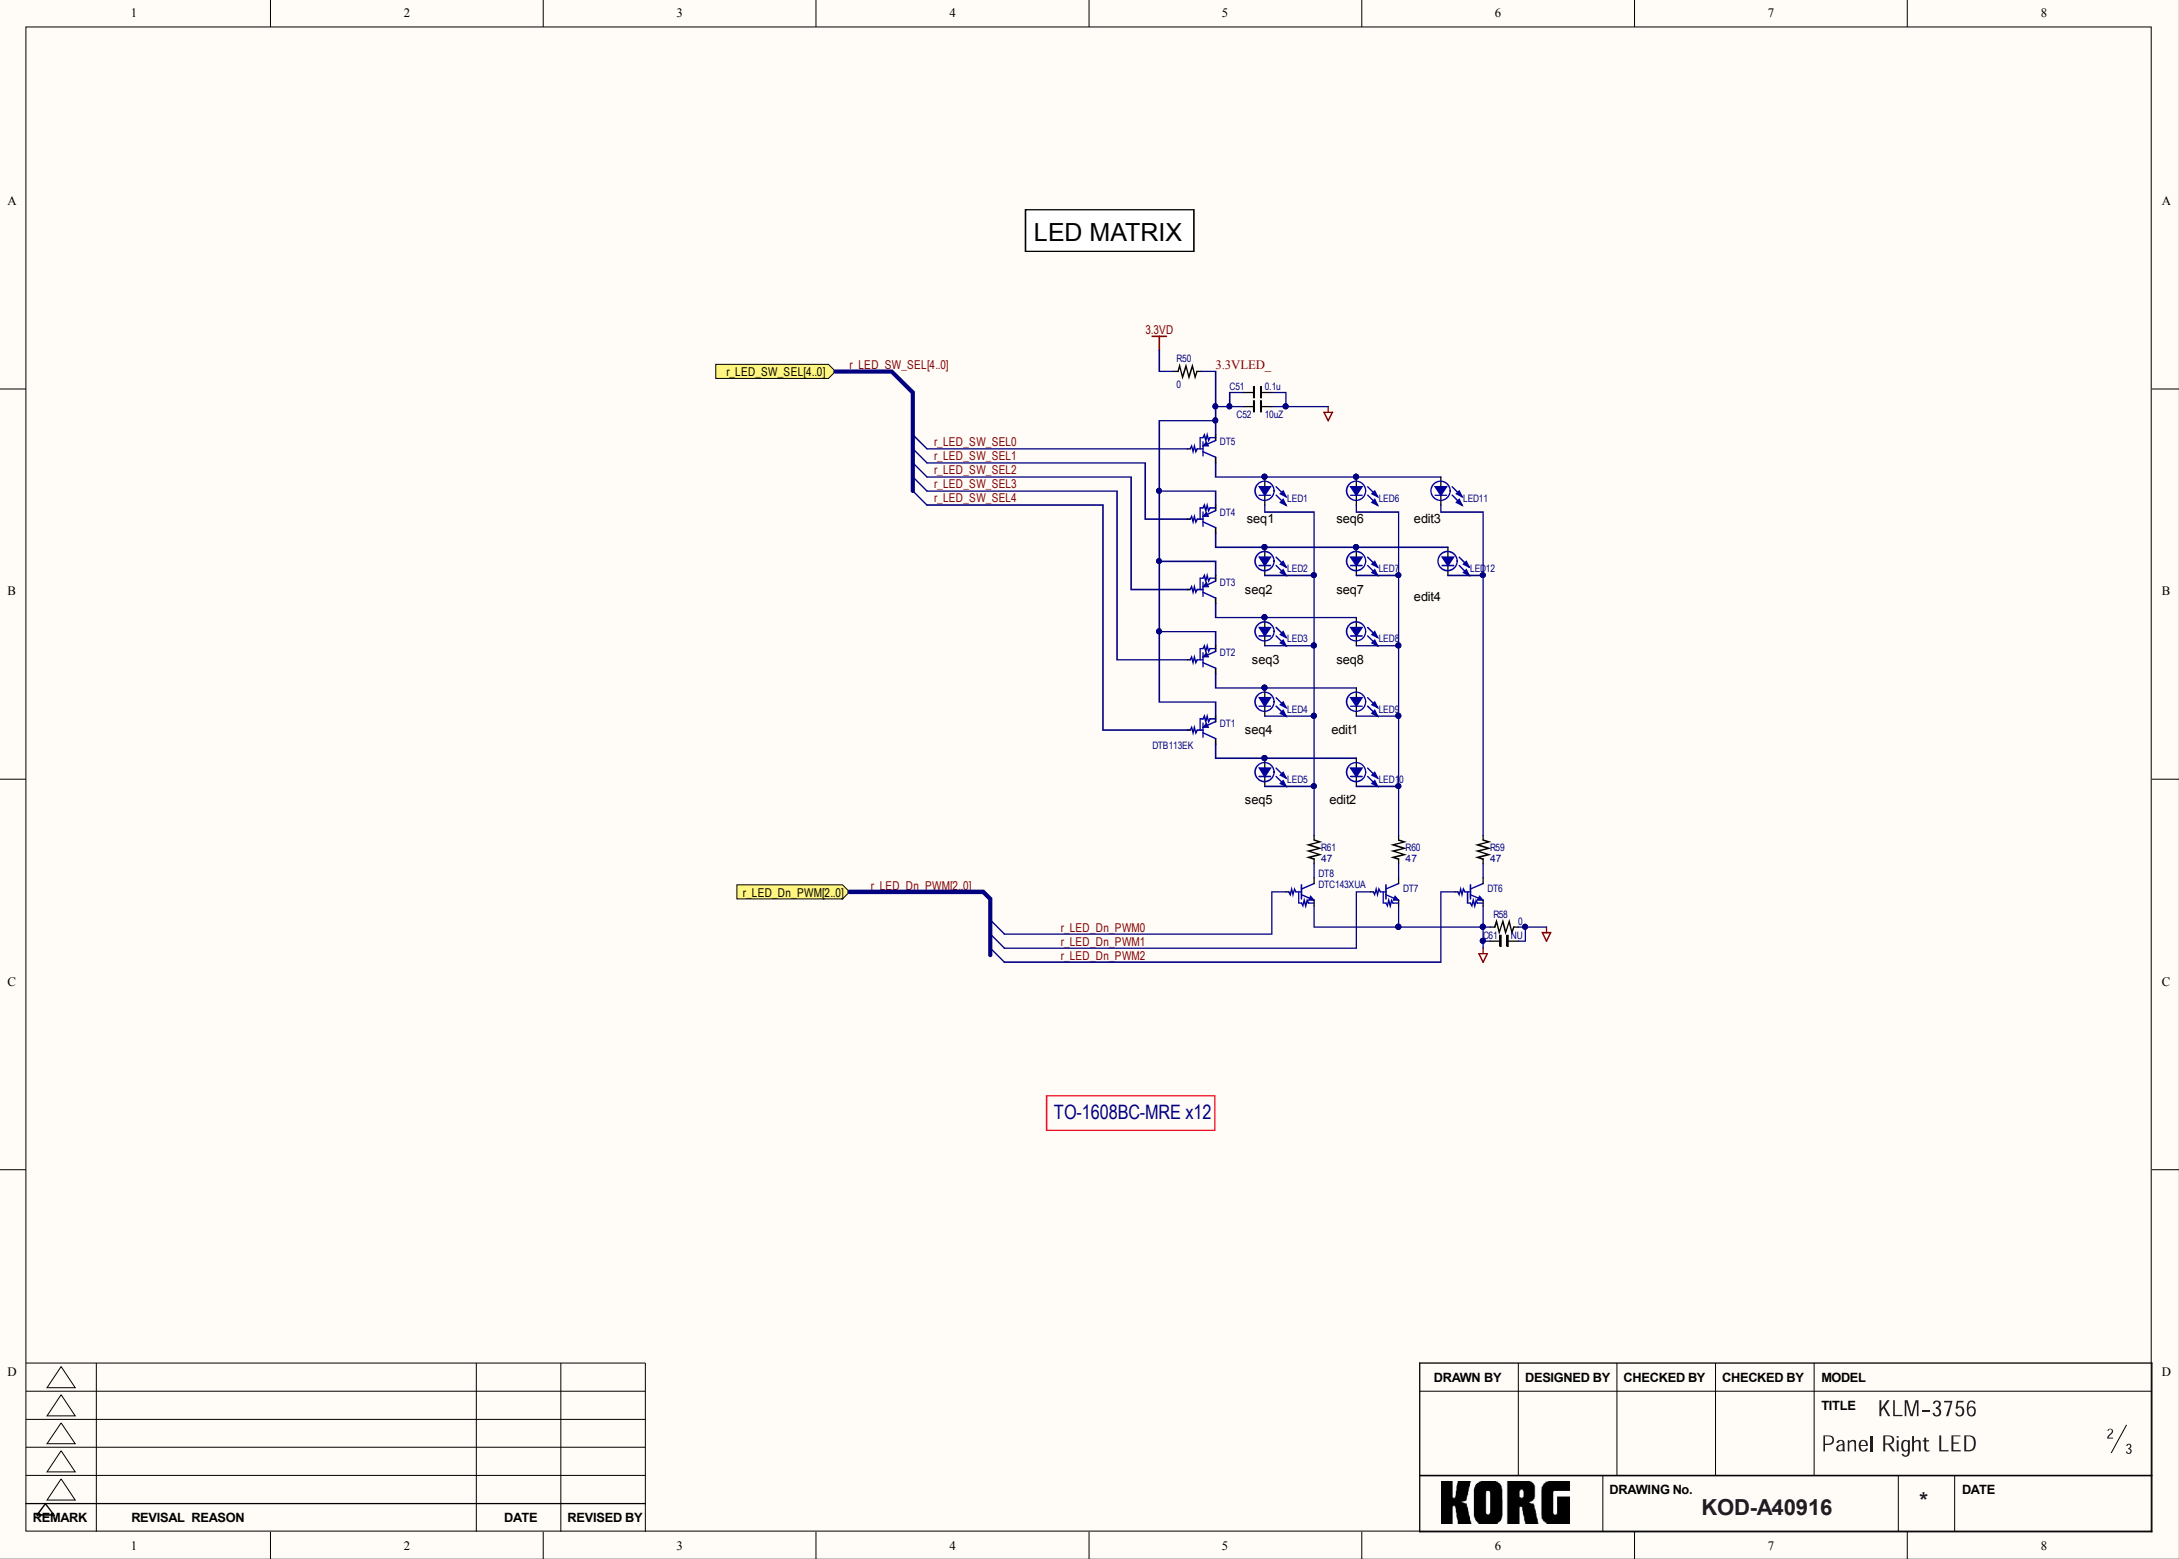 1 2 3 4 5 6 7 8
A A
LED MATRIX
3.3VD
r_LED_SW_SEL[4..0]
r_LED_SW_SEL[4..0]
R50
0
3.3VLED_
C51 0.1u
C52 10uZ
r_LED_SW_SEL0
r_LED_SW_SEL1
r_LED_SW_SEL2
r_LED_SW_SEL3
r_LED_SW_SEL4
DT5
LED1 LED6 LED11
seq1 seq6 edit3
DT4
LED2 LED7 LED12
seq2 seq7 edit4
DT3
B B
LED3 LED8
seq3 seq8
DT2
LED4 LED9
seq4 edit1
DT1
DTB113EK
LED5 LED10
seq5 edit2
R61 R60 R59
47 47 47
DT8
DTC143XUA
DT7
DT6
r_LED_Dn_PWM[2..0]
r_LED_Dn_PWM[2..0]
R58 0
C61 NU
r_LED_Dn_PWM0
r_LED_Dn_PWM1
r_LED_Dn_PWM2
C C
TO-1608BC-MRE x12
D D
REMARK REVISAL REASON DATE REVISED BY
DRAWN BY DESIGNED BY CHECKED BY CHECKED BY MODEL
TITLE KLM-3756
Panel Right LED 2/3
KORG DRAWING No. KOD-A40916 * DATE
1 2 3 4 5 6 7 8